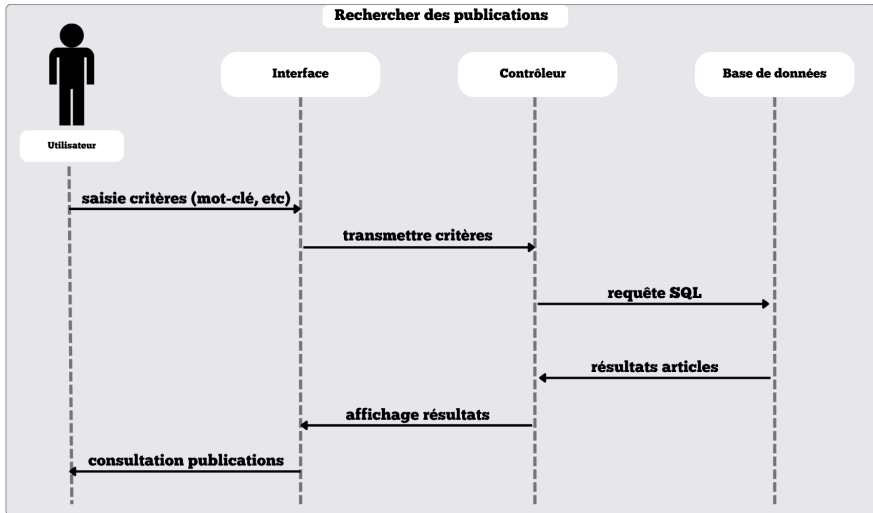 Rechercher des publications
Interface
Contrôleur
Base de données
Utilisateur
saisie critères (mot-clé, etc)
transmettre critères
requête SQL
résultats articles
affichage résultats
consultation publications